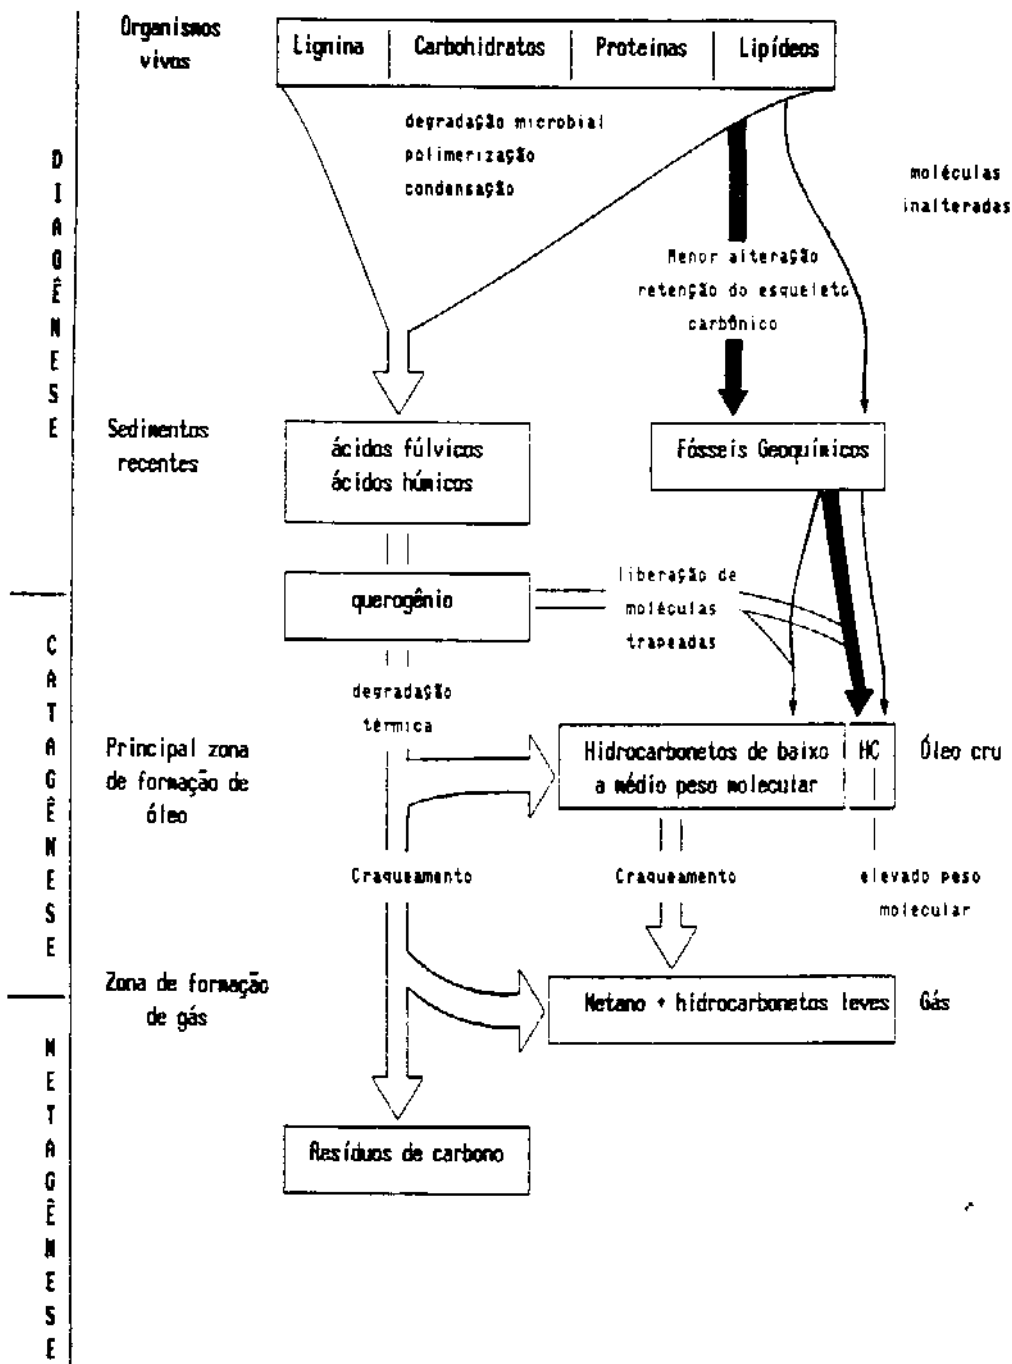 Organismos
vivos
Lignina
Carbohidratos
Proteínas
Lipídeos
degradação microbial
polimerização
condensação
moléculas
inalteradas
Menor alteração
retenção do esqueleto
carbônico
DIAGÊNESE
Sedimentos
recentes
ácidos fúlvicos
ácidos húmicos
Fósseis Geoquímicos
querogênio
liberação de
moléculas
trapeadas
CATAGÊNESE
degradação
térmica
Principal zona
de formação de
óleo
Hidrocarbonetos de baixo
a médio peso molecular
HC
Óleo cru
Craqueamento
Craqueamento
elevado peso
molecular
Zona de formação
de gás
Metano + hidrocarbonetos leves
Gás
METAGÊNESE
Resíduos de carbono